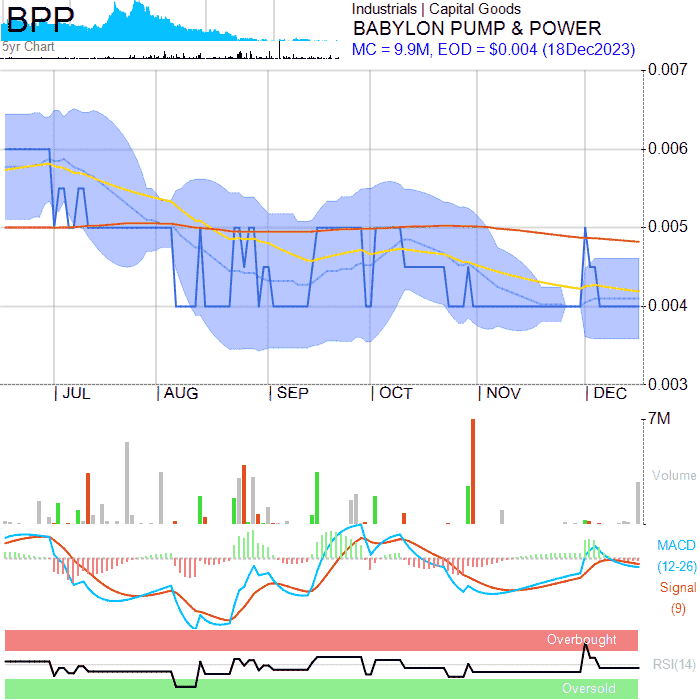 BPP
5yr Chart
Industrials | Capital Goods
BABYLON PUMP & POWER
MC = 9.9M, EOD = $0.004 (18Dec2023)
0.007
0.006
0.005
0.004
0.003
JUL AUG SEP OCT NOV DEC
7M
Volume
MACD
(12-26)
Signal
(9)
Overbought
RSI(14)
Oversold